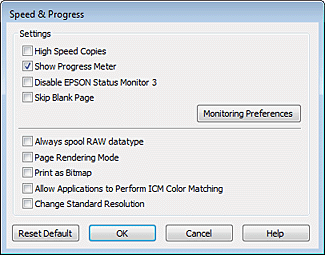 Speed & Progress
Settings
High Speed Copies
Show Progress Meter
Disable EPSON Status Monitor 3
Skip Blank Page
Monitoring Preferences
Always spool RAW datatype
Page Rendering Mode
Print as Bitmap
Allow Applications to Perform ICM Color Matching
Change Standard Resolution
Reset Default OK Cancel Help